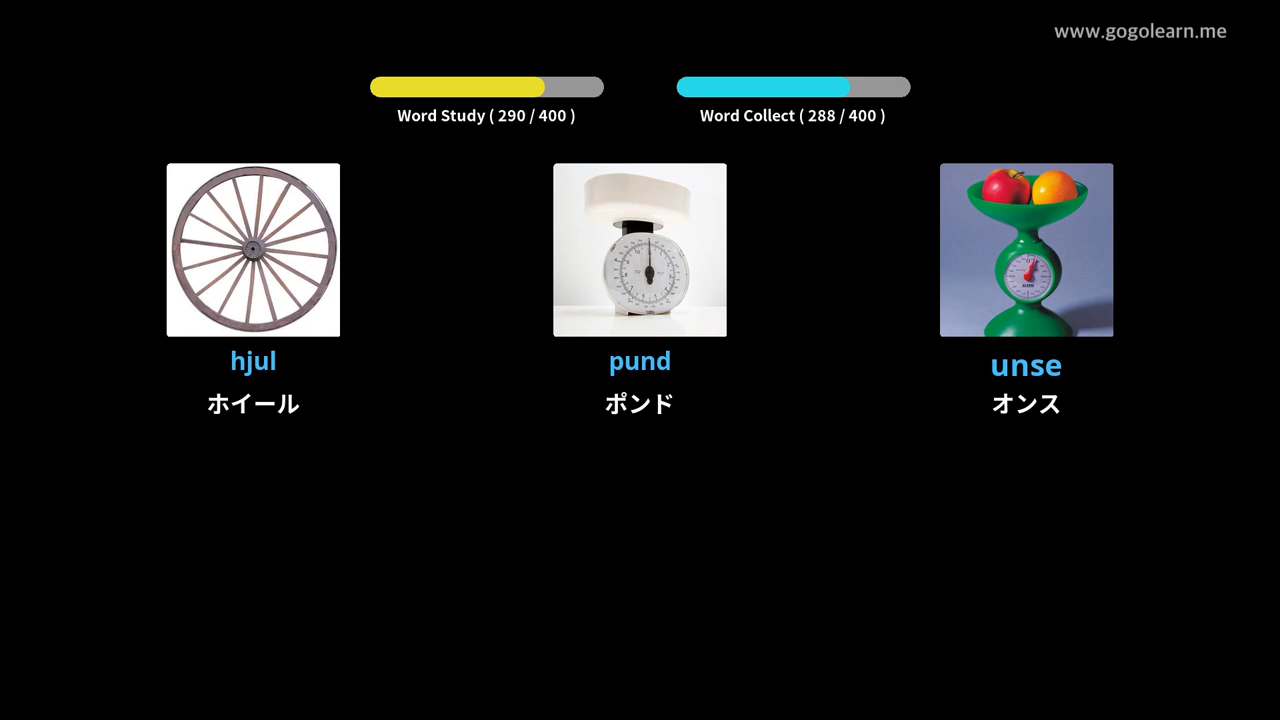 www.gogolearn.me
Word Study ( 290 / 400 )
Word Collect ( 288 / 400 )
hjul
pund
unse
ホイール
ポンド
オンス